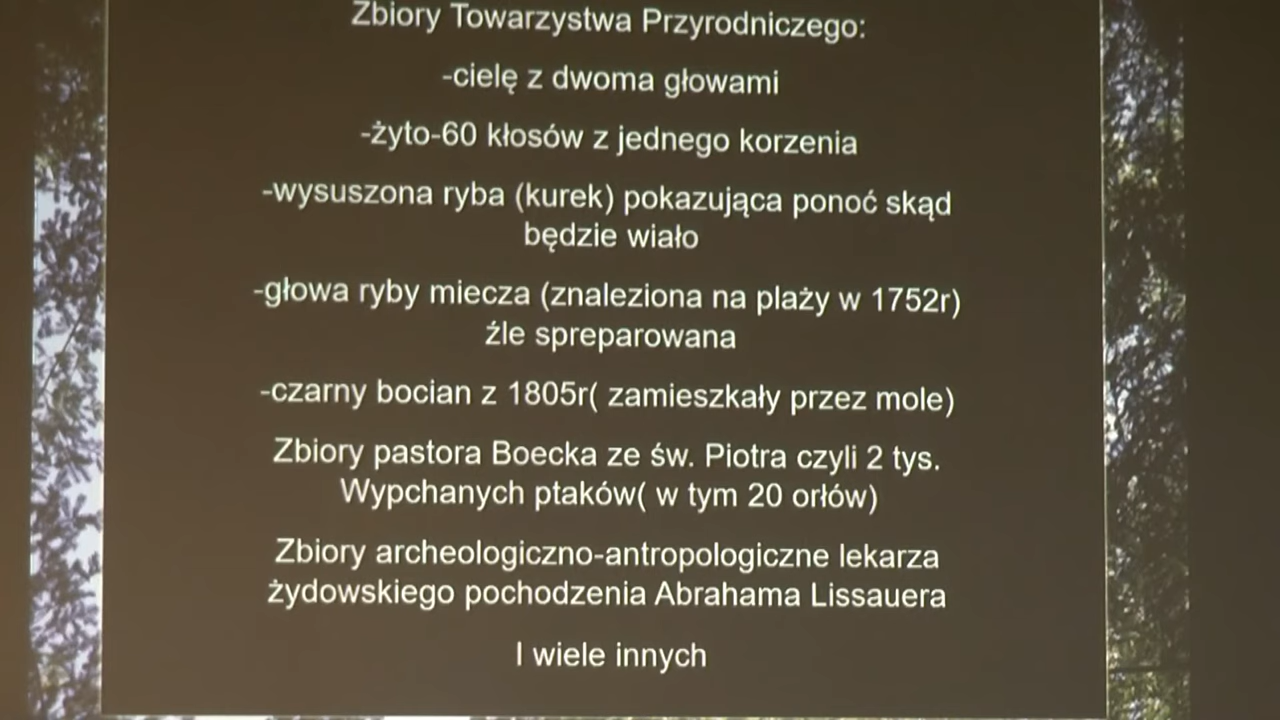 Zbiory Towarzystwa Przyrodniczego:
-cielę z dwoma głowami
-żyto-60 kłosów z jednego korzenia
-wysuszona ryba (kurek) pokazująca ponoć skąd
będzie wiało
-głowa ryby miecza (znaleziona na plaży w 1752r)
źle spreparowana
-czarny bocian z 1805r( zamieszkały przez mole)
Zbiory pastora Boecka ze św. Piotra czyli 2 tys.
Wypchanych ptaków( w tym 20 orłów)
Zbiory archeologiczno-antropologiczne lekarza
żydowskiego pochodzenia Abrahama Lissauera
I wiele innych